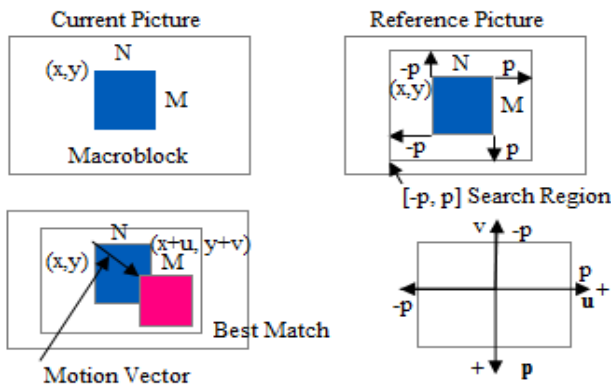 Current Picture
N
(x,y)
M
Macroblock
Reference Picture
-p
N
p
(x,y)
M
-p
p
[-p, p] Search Region
N
(x+u, y+v)
(x,y)
M
Best Match
Motion Vector
v
-p
p
-p
u +
+
p